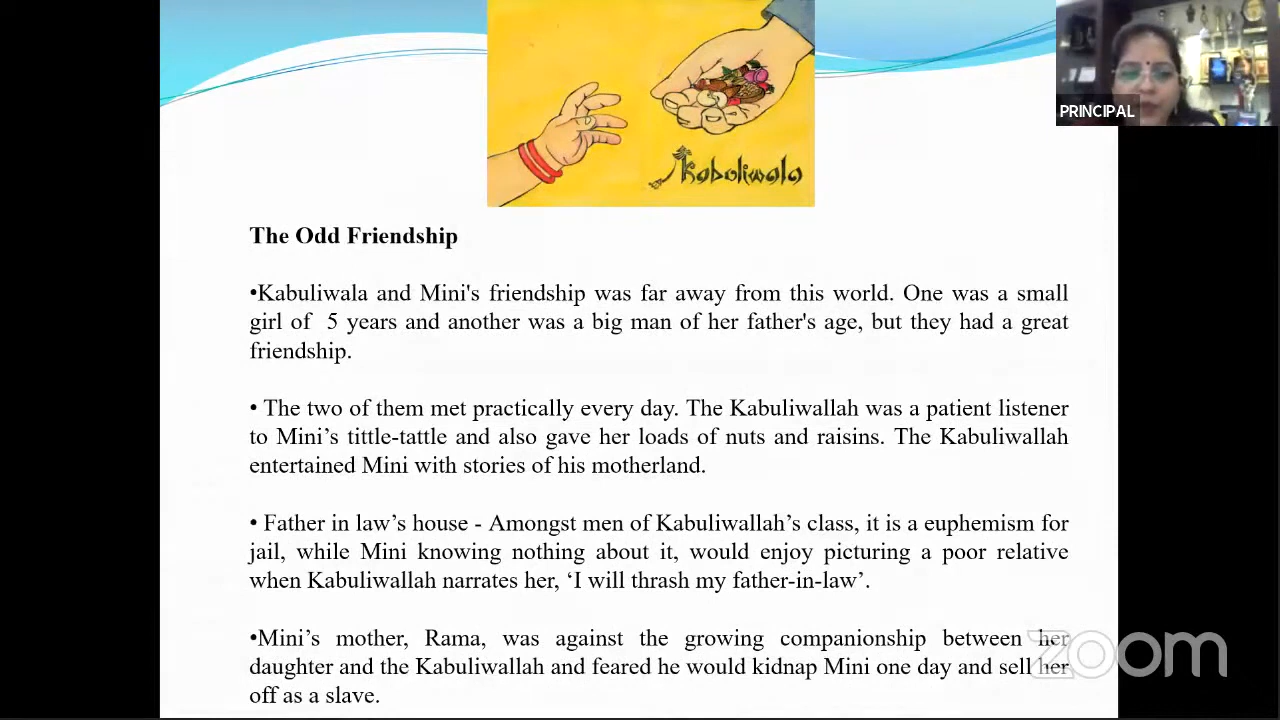 PRINCIPAL
kabuliwala
The Odd Friendship
•Kabuliwala and Mini's friendship was far away from this world. One was a small
girl of 5 years and another was a big man of her father's age, but they had a great
friendship.
• The two of them met practically every day. The Kabuliwallah was a patient listener
to Mini’s tittle-tattle and also gave her loads of nuts and raisins. The Kabuliwallah
entertained Mini with stories of his motherland.
• Father in law’s house - Amongst men of Kabuliwallah’s class, it is a euphemism for
jail, while Mini knowing nothing about it, would enjoy picturing a poor relative
when Kabuliwallah narrates her, ‘I will thrash my father-in-law’.
•Mini’s mother, Rama, was against the growing companionship between her
daughter and the Kabuliwallah and feared he would kidnap Mini one day and sell her
off as a slave.
zoom